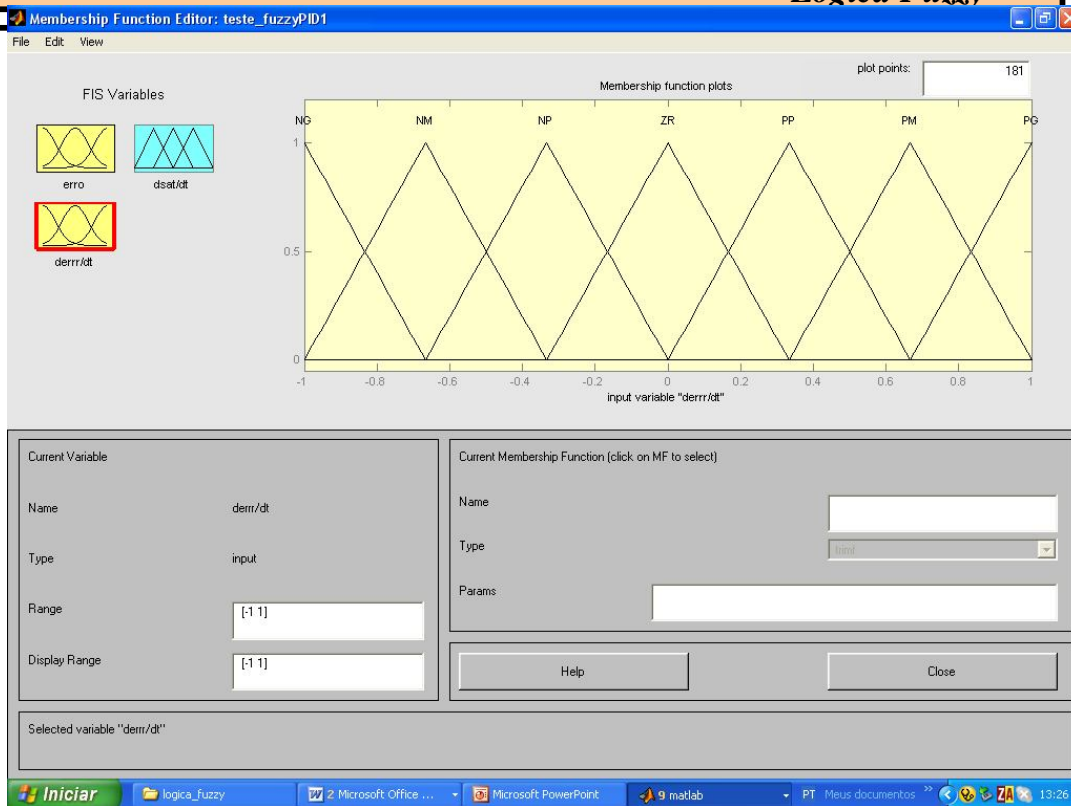 Membership Function Editor: teste_fuzzyPID1
File Edit View
plot points: 181
FIS Variables
Membership function plots
erro
dsat/dt
derrr/dt
NG NM NP ZR PP PM PG
1
0.5
0
-1 -0.8 -0.6 -0.4 -0.2 0 0.2 0.4 0.6 0.8 1
input variable "derrr/dt"
Current Variable
Name derrr/dt
Type input
Range [-1 1]
Display Range [-1 1]
Current Membership Function (click on MF to select)
Name
Type trimf
Params
Help Close
Selected variable "derrr/dt"
Iniciar logica_fuzzy 2 Microsoft Office ... Microsoft PowerPoint 9 matlab PT Meus documentos » 13:26